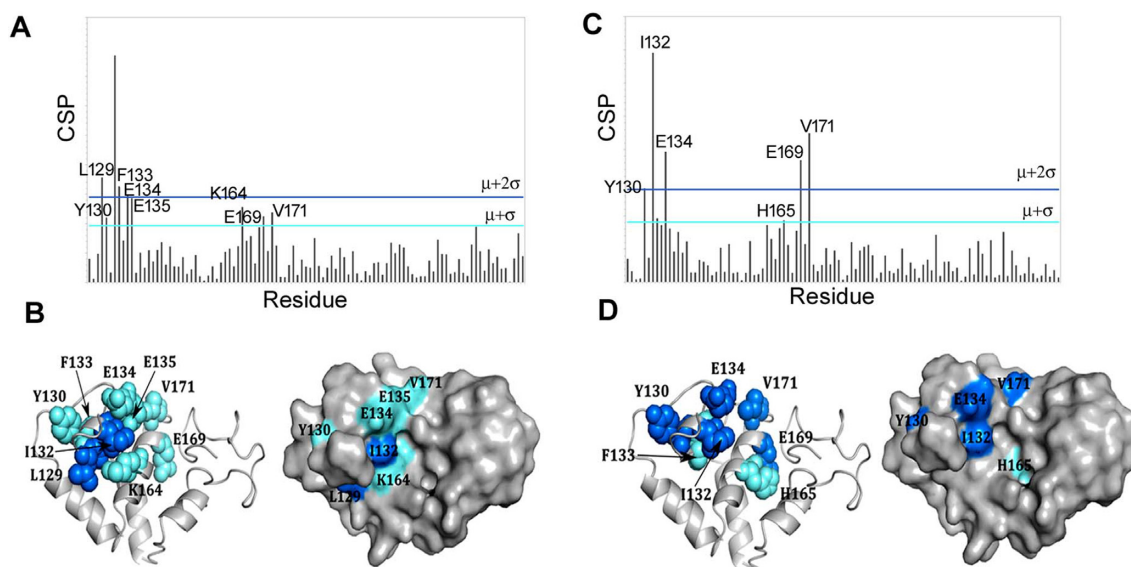 A
CSP
L129
F133
E134
Y130
E135
K164
E169
V171
μ+2σ
μ+σ
Residue
C
CSP
I132
E134
Y130
E169
V171
H165
μ+2σ
μ+σ
Residue
B
F133
E134
E135
Y130
V171
I132
E169
L129
K164
V171
E135
E134
Y130
I132
K164
L129
D
E134
Y130
V171
E169
F133
I132
H165
V171
E134
Y130
I132
H165